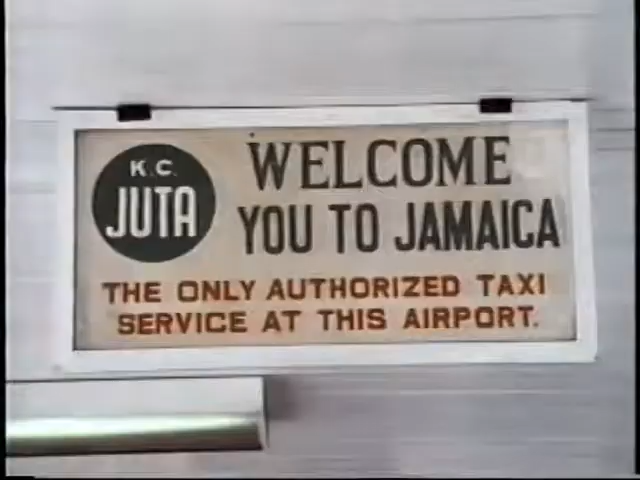 K.C.
JUTA
WELCOME
YOU TO JAMAICA
THE ONLY AUTHORIZED TAXI
SERVICE AT THIS AIRPORT.